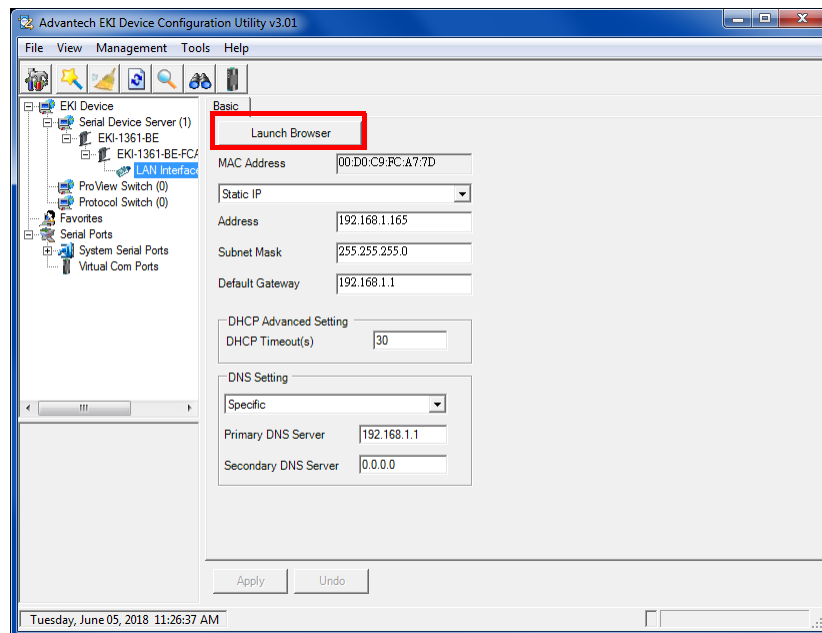 Advantech EKI Device Configuration Utility v3.01
File View Management Tools Help
EKI Device
Serial Device Server (1)
EKI-1361-BE
EKI-1361-BE-FCA
LAN Interface
ProView Switch (0)
Protocol Switch (0)
Favorites
Serial Ports
System Serial Ports
Virtual Com Ports
Basic
Launch Browser
MAC Address 00:D0:C9:FC:A7:7D
Static IP
Address 192.168.1.165
Subnet Mask 255.255.255.0
Default Gateway 192.168.1.1
DHCP Advanced Setting
DHCP Timeout(s) 30
DNS Setting
Specific
Primary DNS Server 192.168.1.1
Secondary DNS Server 0.0.0.0
Apply Undo
Tuesday, June 05, 2018 11:26:37 AM